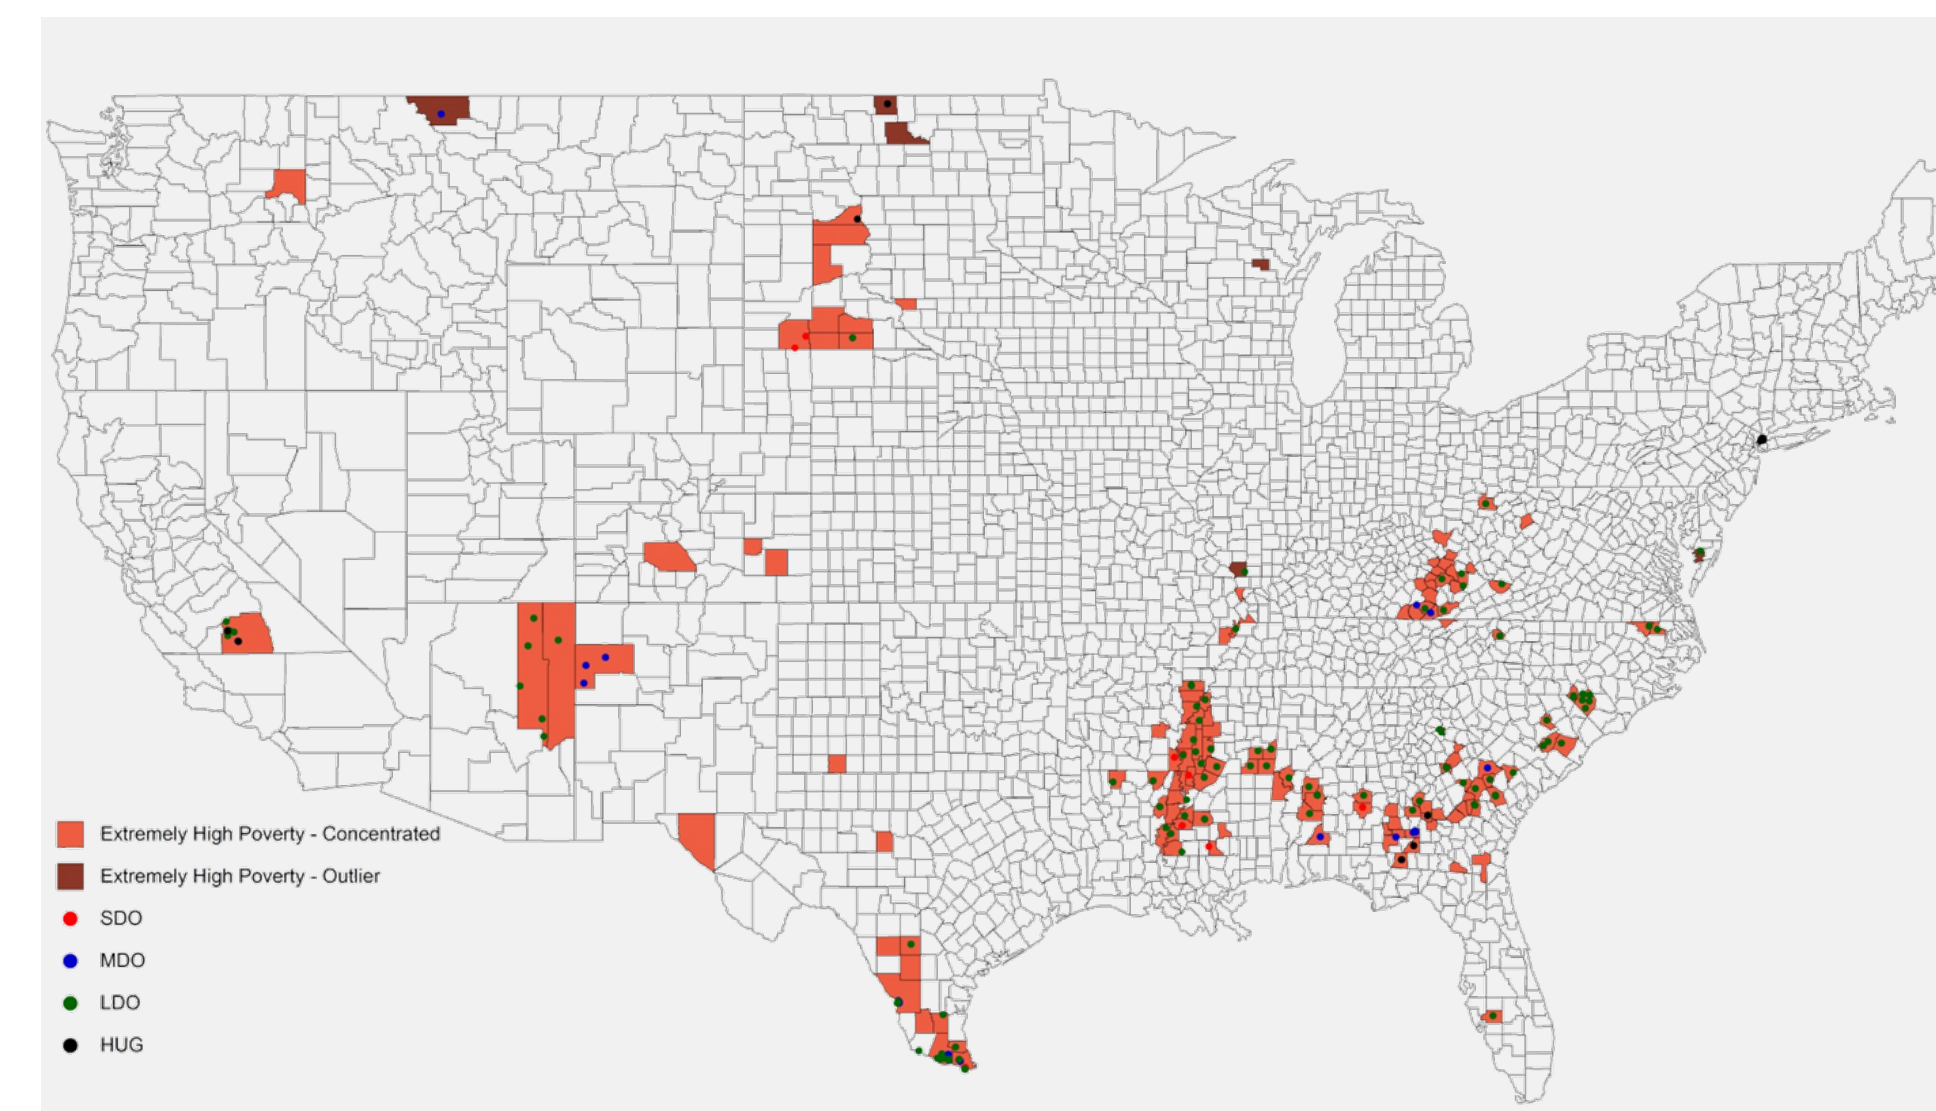 Extremely High Poverty - Concentrated
Extremely High Poverty - Outlier
SDO
MDO
LDO
HUG